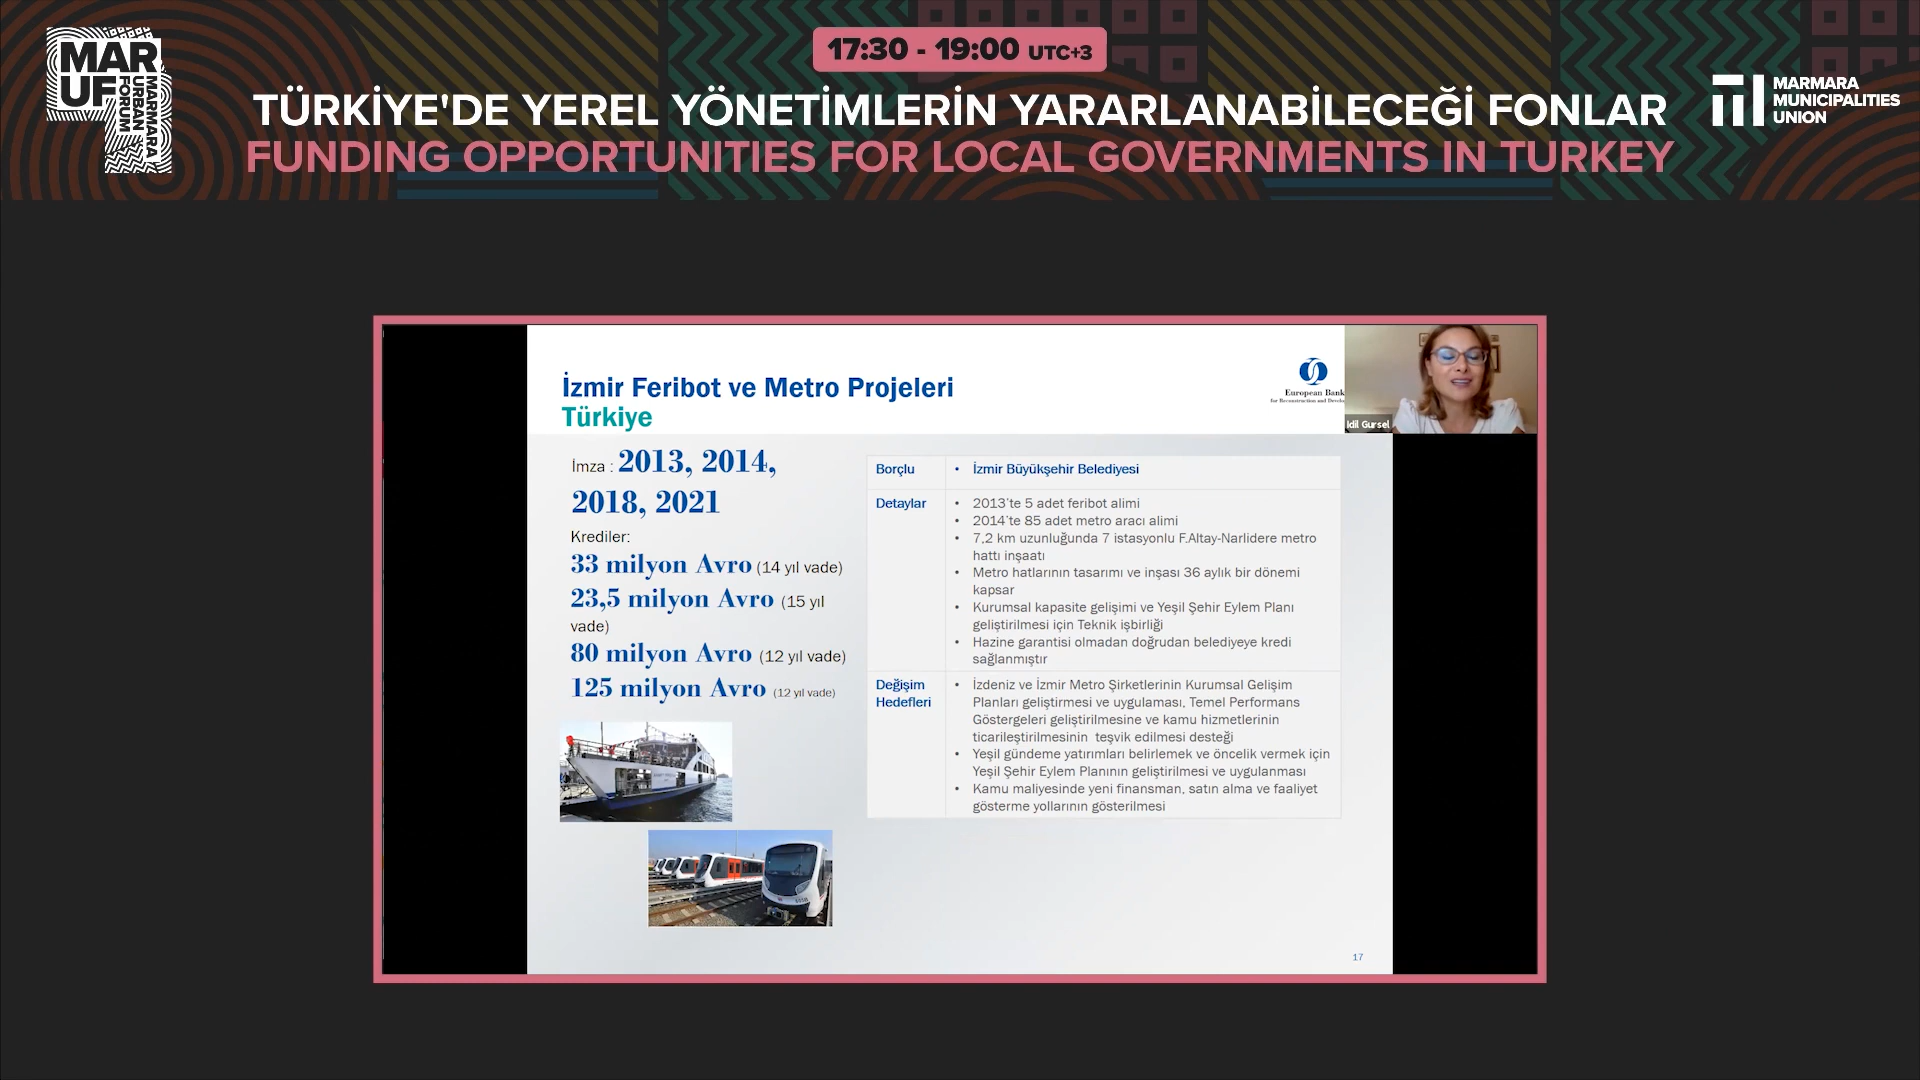 MAR
UF
MARMARA
URBAN
FORUM
17:30 - 19:00 UTC+3
TÜRKİYE'DE YEREL YÖNETİMLERİN YARARLANABİLECEĞİ FONLAR
FUNDING OPPORTUNITIES FOR LOCAL GOVERNMENTS IN TURKEY
MARMARA
MUNICIPALITIES
UNION
İzmir Feribot ve Metro Projeleri
Türkiye
European Bank
for Reconstruction and
Idil Gursel
İmza : 2013, 2014,
2018, 2021
Krediler:
33 milyon Avro (14 yıl vade)
23,5 milyon Avro (15 yıl
vade)
80 milyon Avro (12 yıl vade)
125 milyon Avro (12 yıl vade)
Borçlu
• İzmir Büyükşehir Belediyesi
Detaylar
• 2013'te 5 adet feribot alimi
• 2014'te 85 adet metro aracı alimi
• 7,2 km uzunluğunda 7 istasyonlu F.Altay-Narlidere metro
hattı inşaatı
• Metro hatlarının tasarımı ve inşası 36 aylık bir dönemi
kapsar
• Kurumsal kapasite gelişimi ve Yeşil Şehir Eylem Planı
geliştirilmesi için Teknik işbirliği
• Hazine garantisi olmadan doğrudan belediyeye kredi
sağlanmıştır
Değişim
Hedefleri
• İzdeniz ve İzmir Metro Şirketlerinin Kurumsal Gelişim
Planları geliştirmesi ve uygulaması, Temel Performans
Göstergeleri geliştirilmesine ve kamu hizmetlerinin
ticarileştirilmesinin teşvik edilmesi desteği
• Yeşil gündeme yatırımları belirlemek ve öncelik vermek için
Yeşil Şehir Eylem Planının geliştirilmesi ve uygulanması
• Kamu maliyesinde yeni finansman, satın alma ve faaliyet
gösterme yollarının gösterilmesi
17